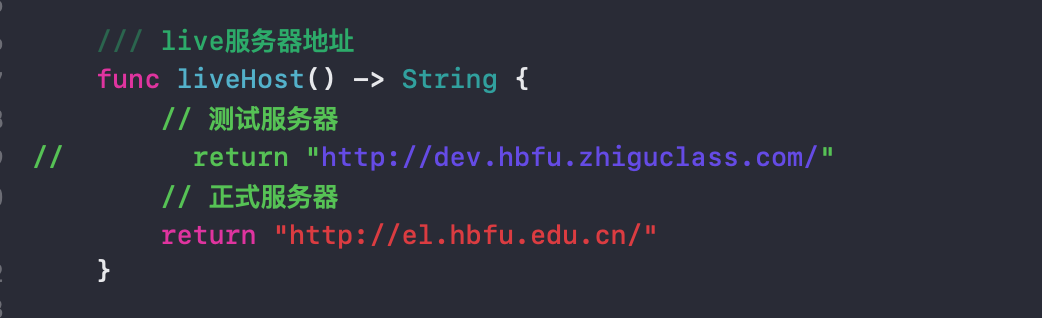 /// live服务器地址
func liveHost() -> String {
// 测试服务器
//        return "http://dev.hbfu.zhiguclass.com/"
// 正式服务器
return "http://el.hbfu.edu.cn/"
}